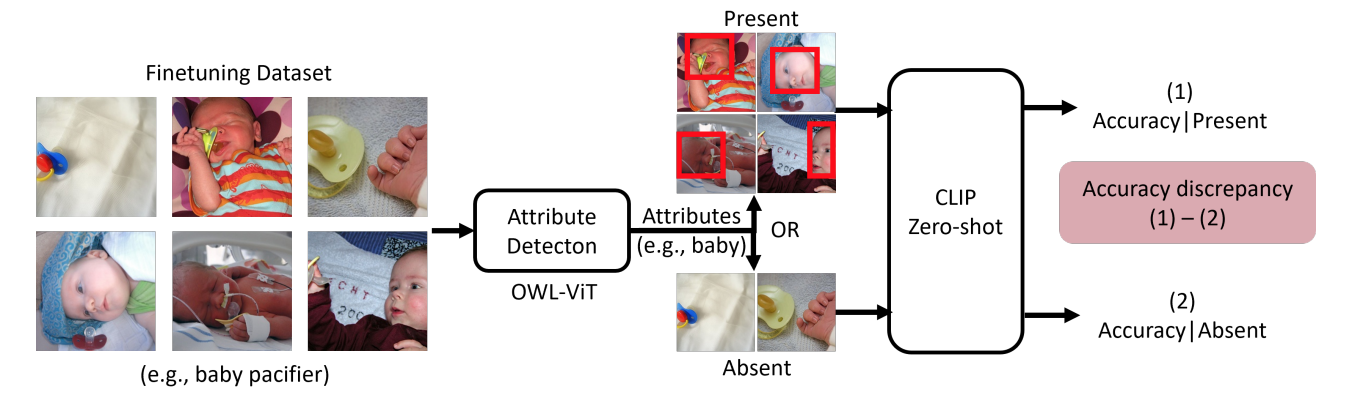 Finetuning Dataset
(e.g., baby pacifier)
Attribute
Detecton
OWL-ViT
Attributes
(e.g., baby)
OR
Present
Absent
CLIP
Zero-shot
(1)
Accuracy|Present
Accuracy discrepancy
(1) – (2)
(2)
Accuracy|Absent